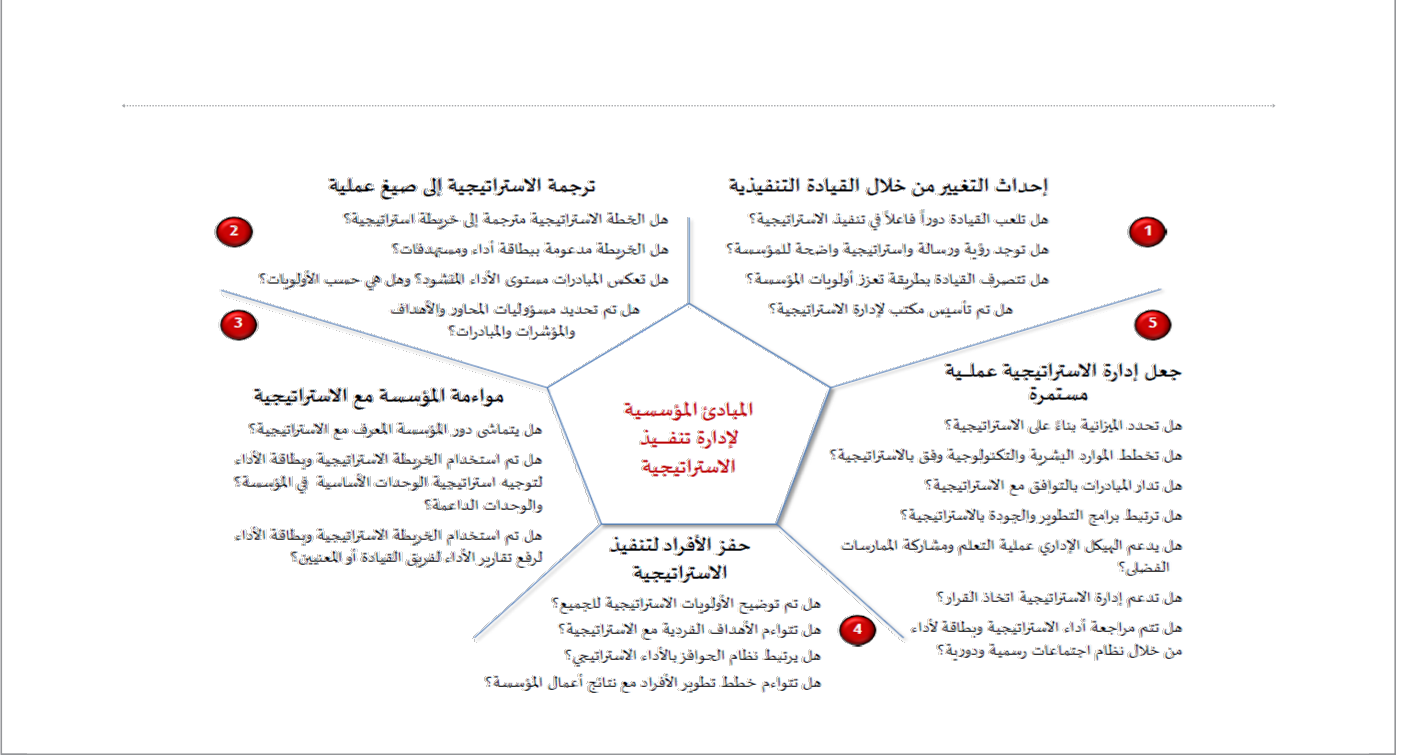 إحداث التغيير من خلال القيادة التنفيذية
1
هل تلعب القيادة دوراً فاعلاً في تنفيذ الاستراتيجية؟
هل توجد رؤية ورسالة واستراتيجية واضحة للمؤسسة؟
هل تتصرف القيادة بطريقة تعزز أولويات المؤسسة؟
هل تم تأسيس مكتب لإدارة الاستراتيجية؟
ترجمة الاستراتيجية إلى صيغ عملية
2
هل الخطة الاستراتيجية مترجمة إلى خريطة استراتيجية؟
هل الخريطة مدعومة ببطاقة أداء ومستهدفات؟
هل تعكس المبادرات مستوى الأداء المنشود؟ وهل هي حسب الأولويات؟
هل تم تحديد مسؤوليات المحاور والأهداف
والمؤشرات والمبادرات؟
3
مواءمة المؤسسة مع الاستراتيجية
هل يتماشى دور المؤسسة المعرف مع الاستراتيجية؟
هل تم استخدام الخريطة الاستراتيجية وبطاقة الأداء
لتوجيه استراتيجية الوحدات الأساسية في المؤسسة؟
والوحدات الداعمة؟
هل تم استخدام الخريطة الاستراتيجية وبطاقة الأداء
لرفع تقارير الأداء لفريق القيادة أو المعنيين؟
المبادئ المؤسسية
لإدارة تنفــيذ
الاستراتيجية
حفز الأفراد لتنفيذ
الاستراتيجية
4
هل تم توضيح الأولويات الاستراتيجية للجميع؟
هل تتواءم الأهداف الفردية مع الاستراتيجية؟
هل يرتبط نظام الحوافز بالأداء الاستراتيجي؟
هل تتواءم خطط تطوير الأفراد مع نتائج أعمال المؤسسة؟
5
جعل إدارة الاستراتيجية عملـية
مستمرة
هل تحدد الميزانية بناءً على الاستراتيجية؟
هل تخطط الموارد البشرية والتكنولوجية وفق بالاستراتيجية؟
هل تدار المبادرات بالتوافق مع الاستراتيجية؟
هل ترتبط برامج التطوير والجودة بالاستراتيجية؟
هل يدعم الهيكل الإداري عملية التعلم ومشاركة الممارسات
الفضلى؟
هل تدعم إدارة الاستراتيجية اتخاذ القرار؟
هل تتم مراجعة أداء الاستراتيجية وبطاقة لأداء
من خلال نظام اجتماعات رسمية ودورية؟